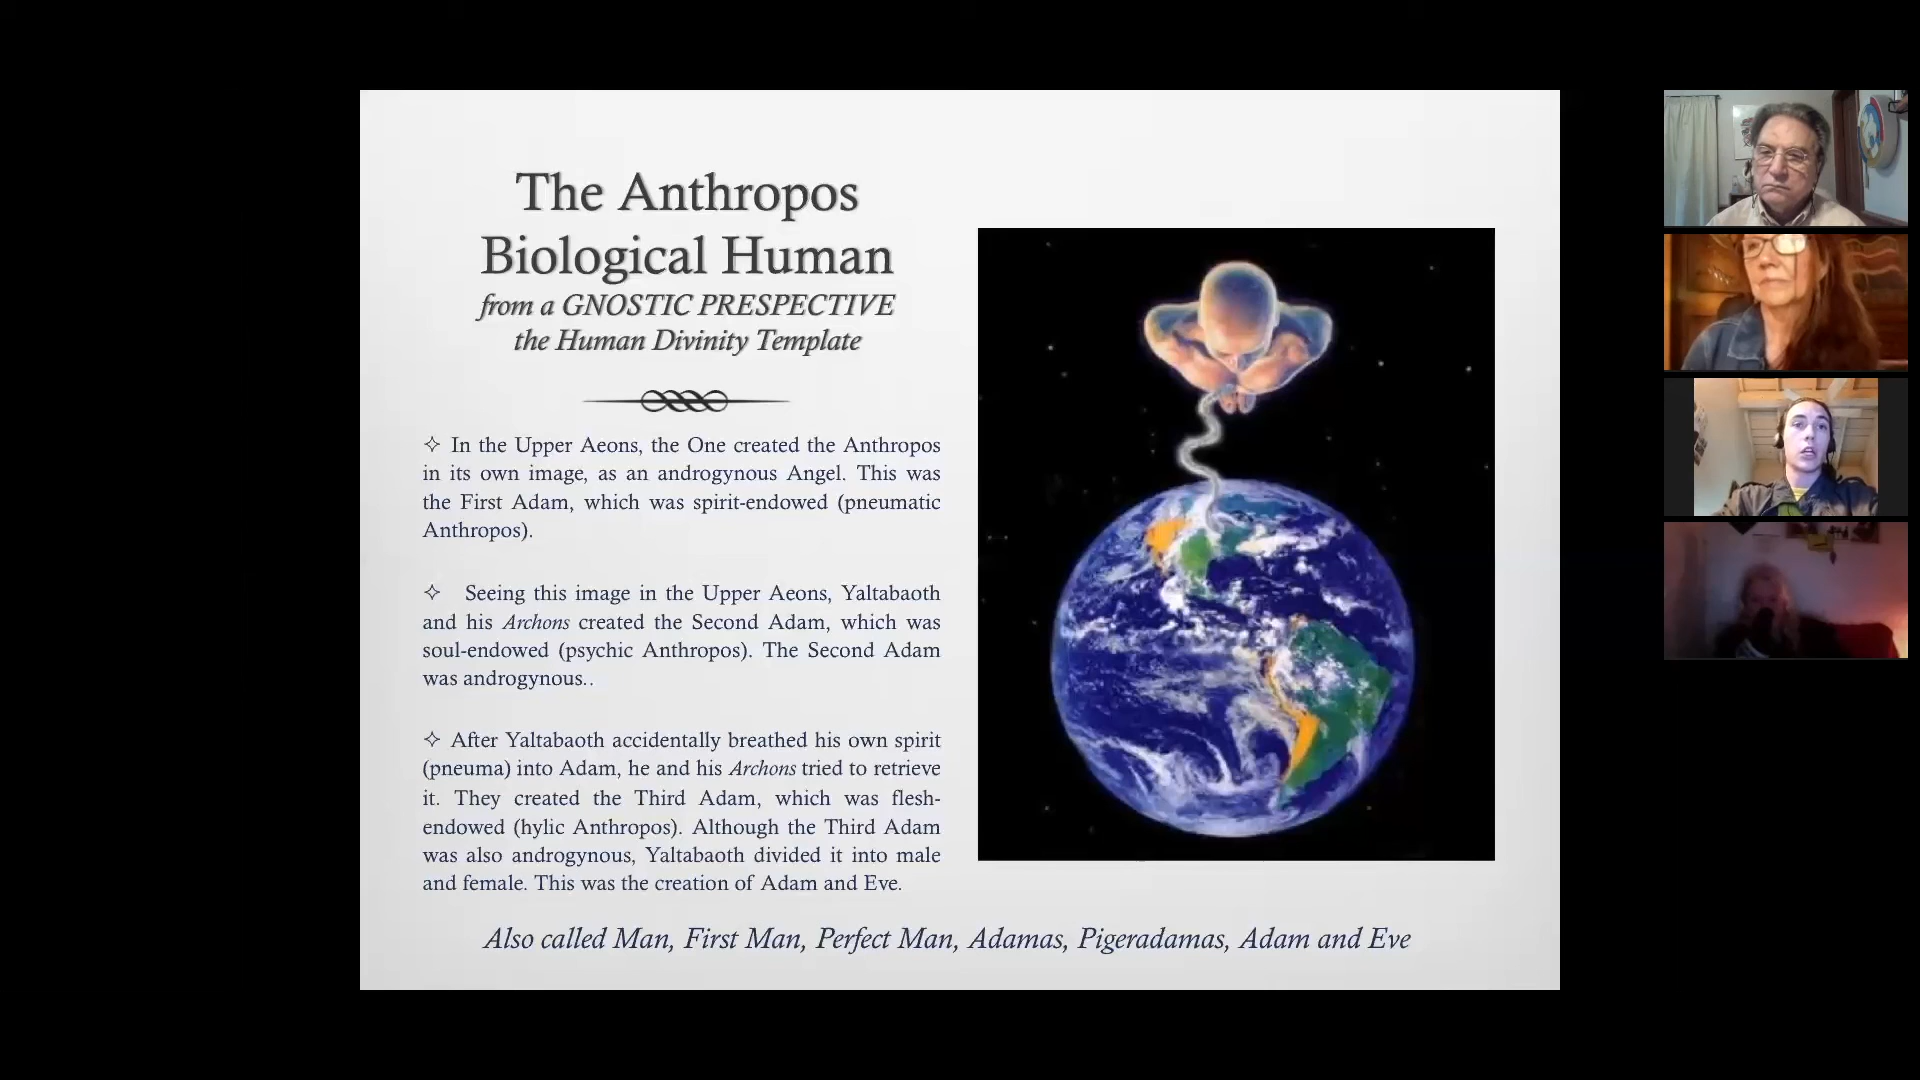 The Anthropos
Biological Human
from a GNOSTIC PRESPECTIVE
the Human Divinity Template
✧ In the Upper Aeons, the One created the Anthropos
in its own image, as an androgynous Angel. This was
the First Adam, which was spirit-endowed (pneumatic
Anthropos).
✧ Seeing this image in the Upper Aeons, Yaltabaoth
and his Archons created the Second Adam, which was
soul-endowed (psychic Anthropos). The Second Adam
was androgynous..
✧ After Yaltabaoth accidentally breathed his own spirit
(pneuma) into Adam, he and his Archons tried to retrieve
it. They created the Third Adam, which was flesh-
endowed (hylic Anthropos). Although the Third Adam
was also androgynous, Yaltabaoth divided it into male
and female. This was the creation of Adam and Eve.
Also called Man, First Man, Perfect Man, Adamas, Pigeradamas, Adam and Eve